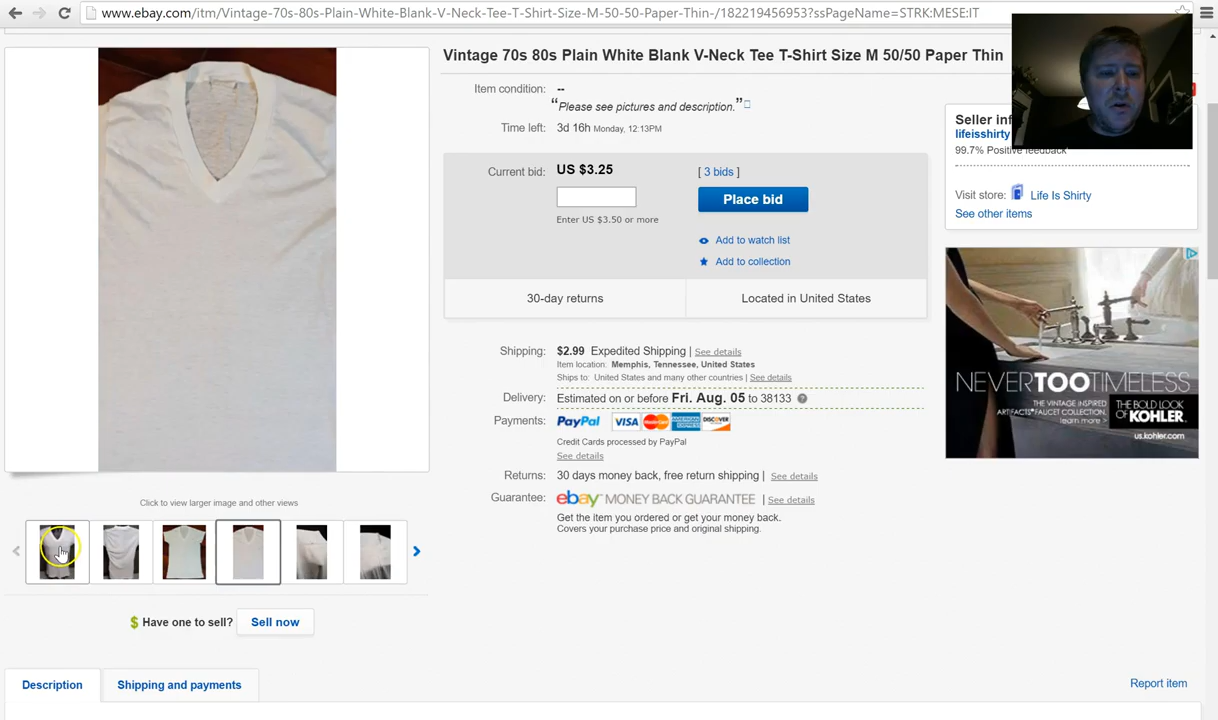 www.ebay.com/itm/Vintage-70s-80s-Plain-White-Blank-V-Neck-Tee-T-Shirt-Size-M-50-50-Paper-Thin-/182219456953?ssPageName=STRK:MESE:IT
Vintage 70s 80s Plain White Blank V-Neck Tee T-Shirt Size M 50/50 Paper Thin
Item condition: --
“Please see pictures and description.”
Time left: 3d 16h Monday, 12:13PM
Current bid: US $3.25 [ 3 bids ]
Place bid
Enter US $3.50 or more
Add to watch list
Add to collection
30-day returns Located in United States
Shipping: $2.99 Expedited Shipping | See details
Item location: Memphis, Tennessee, United States
Ships to: United States and many other countries | See details
Delivery: Estimated on or before Fri. Aug. 05 to 38133
Payments: PayPal VISA MasterCard AMERICAN EXPRESS DISCOVER
Credit Cards processed by PayPal
See details
Returns: 30 days money back, free return shipping | See details
Guarantee: ebay MONEY BACK GUARANTEE | See details
Get the item you ordered or get your money back.
Covers your purchase price and original shipping.
Seller
lifeisshirty
99.7% Positive feedback
Visit store: Life Is Shirty
See other items
NEVERTOOTIMELESS
THE VINTAGE INSPIRED
ARTIFACTS FAUCET COLLECTION.
THE BOLD LOOK
OF KOHLER.
us.kohler.com
Click to view larger image and other views
$ Have one to sell? Sell now
Description Shipping and payments
Report item